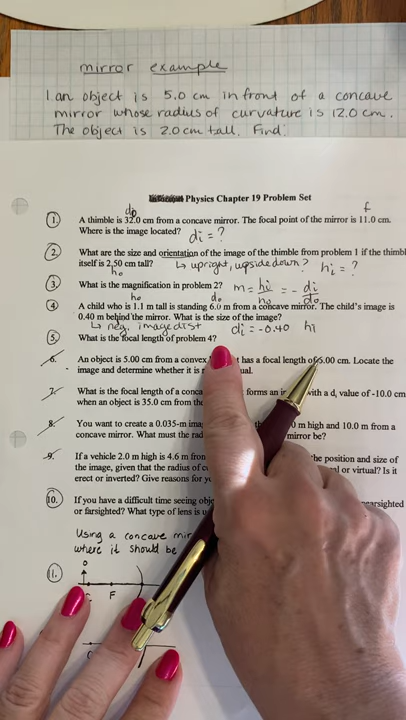 mirror example
1. an object is 5.0 cm in front of a concave
mirror whose radius of curvature is 12.0 cm.
The object is 2.0 cm tall. Find:
Physics Chapter 19 Problem Set
do
f
1. A thimble is 32.0 cm from a concave mirror. The focal point of the mirror is 11.0 cm.
Where is the image located? di = ?
2. What are the size and orientation of the image of the thimble from problem 1 if the thimbl
itself is 2.50 cm tall? ↳ upright, upside down? hi = ?
ho
3. What is the magnification in problem 2? m = hi/ho = - di/do
ho do
4. A child who is 1.1 m tall is standing 6.0 m from a convex mirror. The child's image is
0.40 m behind the mirror. What is the size of the image?
↳ neg. image dist di = -0.40 hi
5. What is the focal length of problem 4?
6. An object is 5.00 cm from a convex has a focal length of 5.00 cm. Locate the
image and determine whether it is ual.
7. What is the focal length of a conca forms an i with a di value of -10.0 cm
when an object is 35.0 cm from the
8. You want to create a 0.035-m ima 0 m high and 10.0 m from a
concave mirror. What must the rad mirror be?
9. If a vehicle 2.0 m high is 4.6 m from the position and size of
the image, given that the radius of al or virtual? Is it
erect or inverted? Give reasons for y
10. If you have a difficult time seeing obje earsighted
or farsighted? What type of lens is u
Using a concave mir
where it should be
11.
O
C F